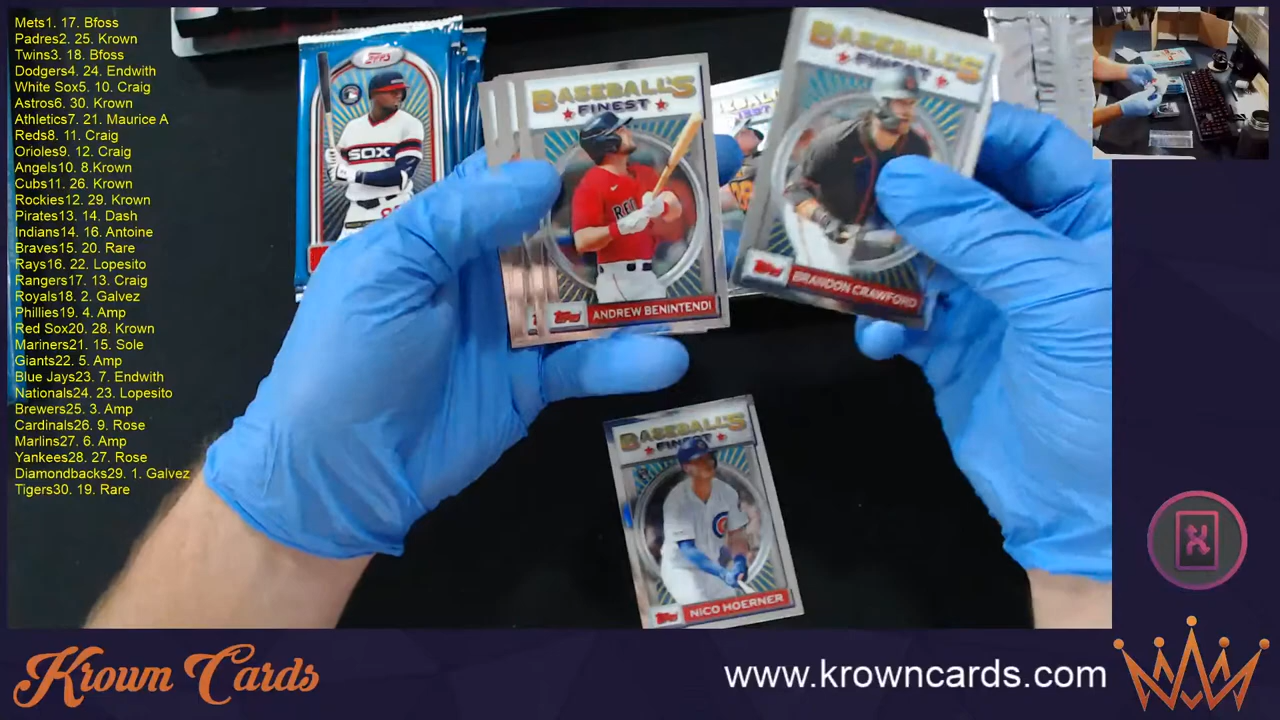 Mets1. 17. Bfoss
Padres2. 25. Krown
Twins3. 18. Bfoss
Dodgers4. 24. Endwith
White Sox5. 10. Craig
Astros6. 30. Krown
Athletics7. 21. Maurice A
Reds8. 11. Craig
Orioles9. 12. Craig
Angels10. 8.Krown
Cubs11. 26. Krown
Rockies12. 29. Krown
Pirates13. 14. Dash
Indians14. 16. Antoine
Braves15. 20. Rare
Rays16. 22. Lopesito
Rangers17. 13. Craig
Royals18. 2. Galvez
Phillies19. 4. Amp
Red Sox20. 28. Krown
Mariners21. 15. Sole
Giants22. 5. Amp
Blue Jays23. 7. Endwith
Nationals24. 23. Lopesito
Brewers25. 3. Amp
Cardinals26. 9. Rose
Marlins27. 6. Amp
Yankees28. 27. Rose
Diamondbacks29. 1. Galvez
Tigers30. 19. Rare
Topps
SOX
BASEBALL'S
FINEST
Topps
ANDREW BENINTENDI
BASEBALL'S
FINEST
Topps
BRANDON CRAWFORD
BASEBALL'S
FINEST
Topps
NICO HOERNER
Krown Cards
www.krowncards.com